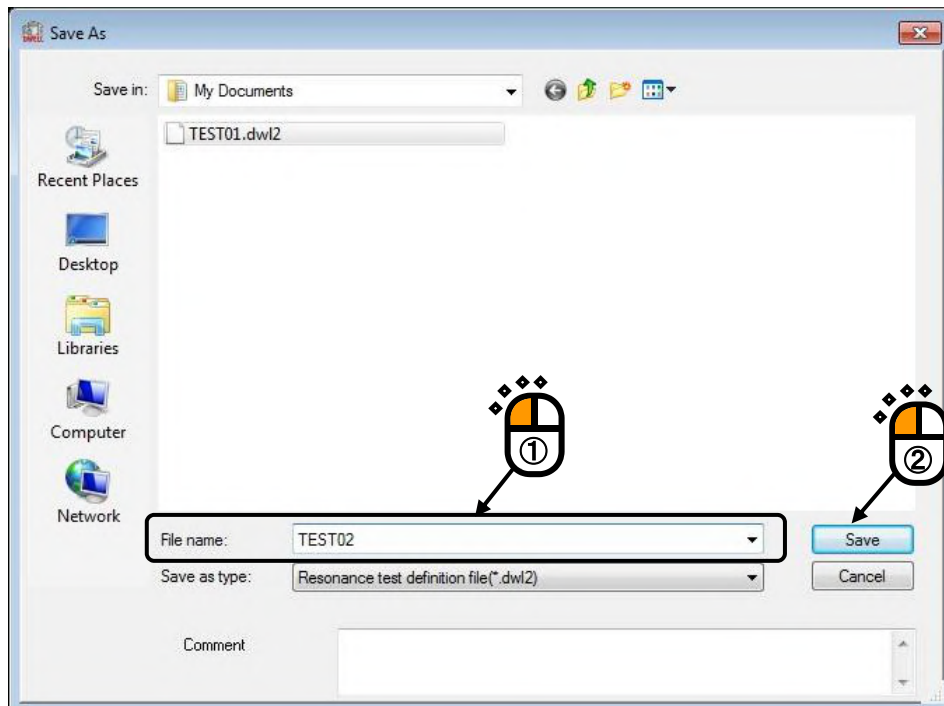 Save As
Save in: My Documents
TEST01.dwl2
Recent Places
Desktop
Libraries
Computer
Network
①
②
File name: TEST02 Save
Save as type: Resonance test definition file(*.dwl2) Cancel
Comment